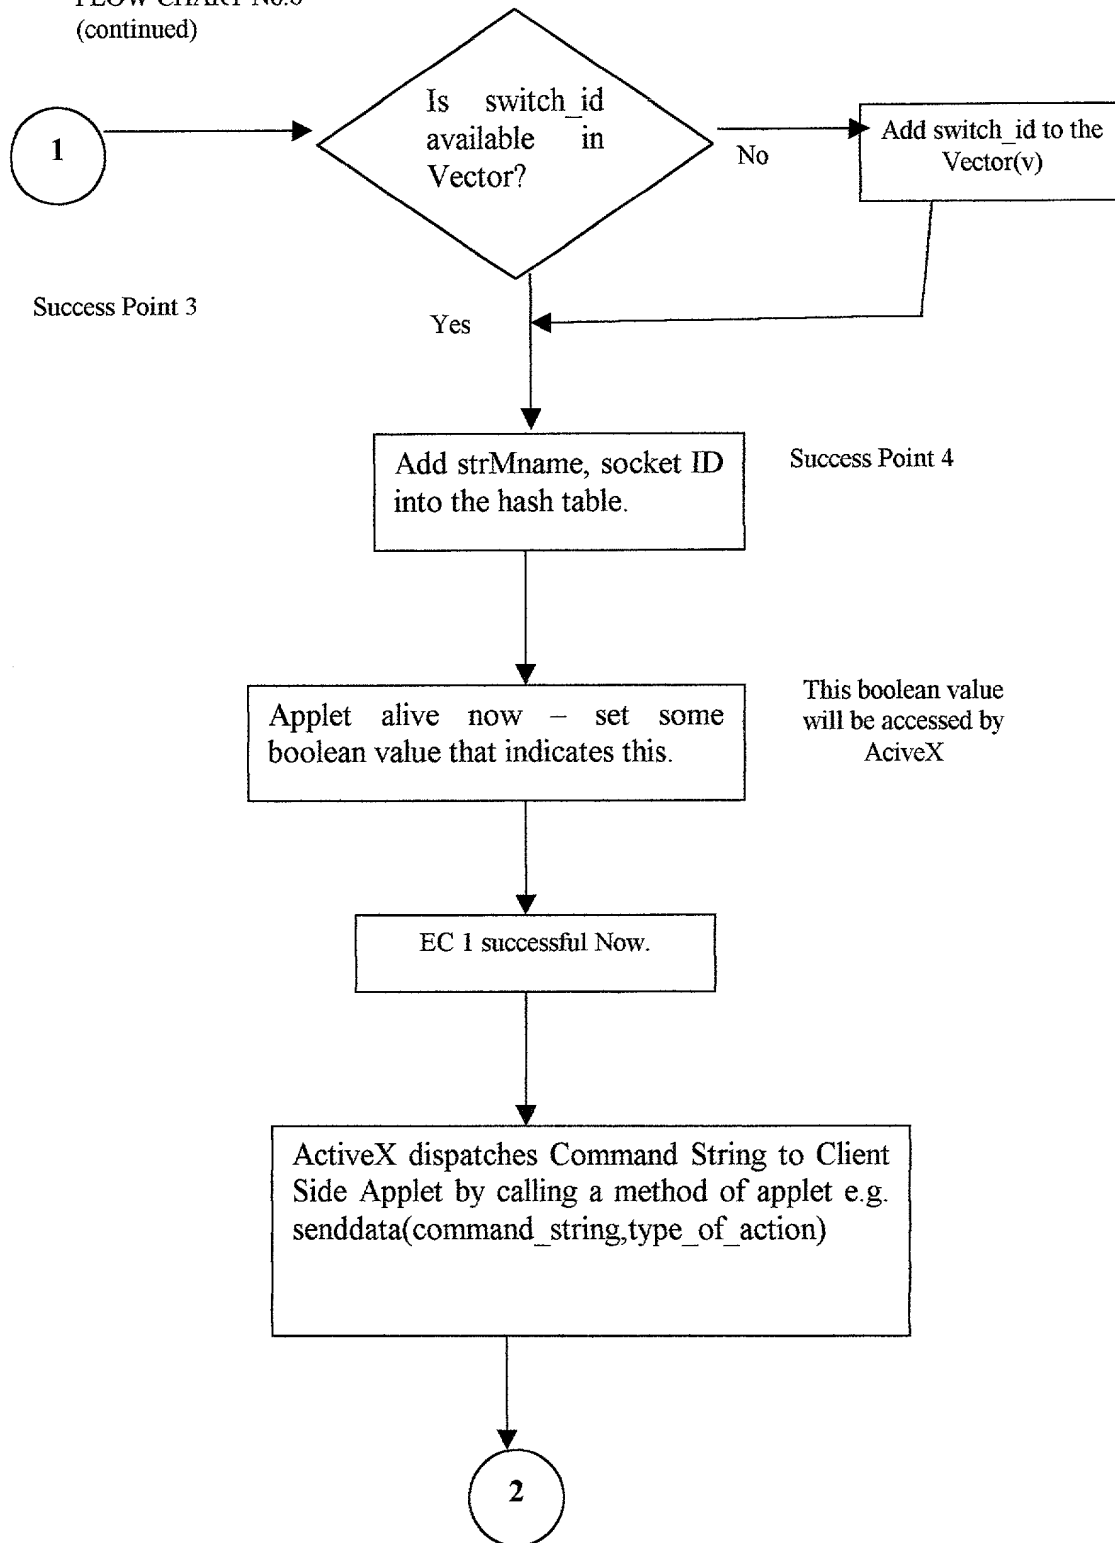 FLOW CHART No.
(continued)
1
Is switch_id
available in
Vector?
No
Add switch_id to the
Vector(v)
Success Point 3
Yes
Add strMname, socket ID
into the hash table.
Success Point 4
Applet alive now – set some
boolean value that indicates this.
This boolean value
will be accessed by
AciveX
EC 1 successful Now.
ActiveX dispatches Command String to Client
Side Applet by calling a method of applet e.g.
senddata(command_string,type_of_action)
2